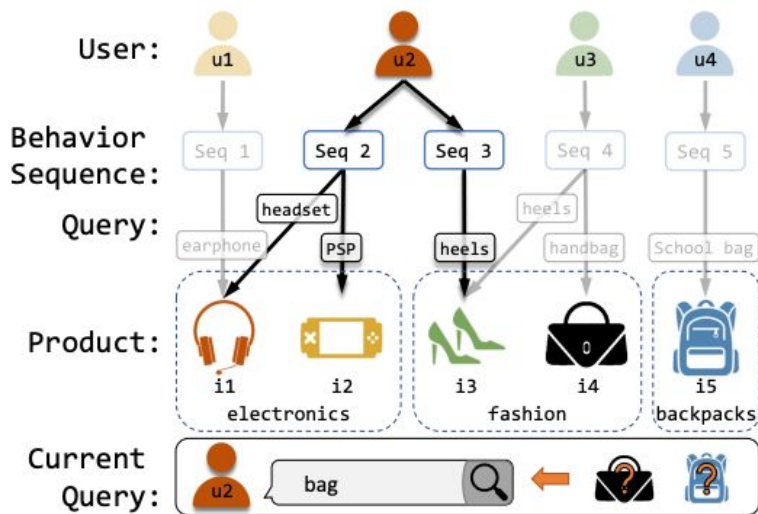 User:
u1
u2
u3
u4
Behavior
Sequence:
Seq 1
Seq 2
Seq 3
Seq 4
Seq 5
Query:
headset
heels
earphone
PSP
heels
handbag
School bag
Product:
i1
i2
i3
i4
i5
electronics
fashion
backpacks
Current
Query:
u2
bag
?
?